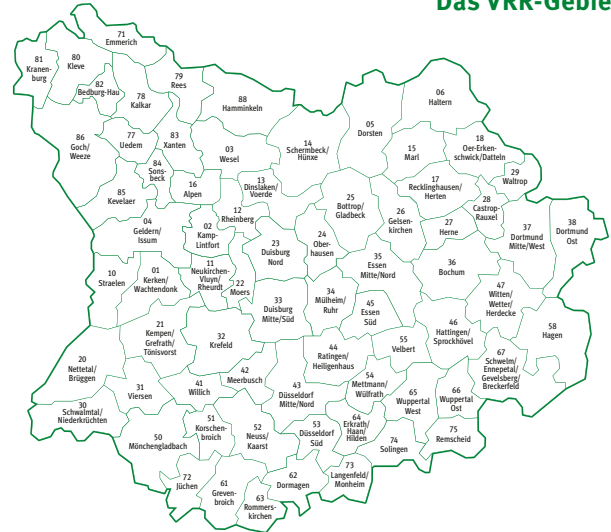 Das VRR-Gebie
71
Emmerich
81
Kranen-
burg
80
Kleve
82
Bedburg-Hau
79
Rees
78
Kalkar
88
Hamminkeln
06
Haltern
05
Dorsten
86
Goch/
Weeze
77
Uedem
83
Xanten
03
Wesel
14
Schermbeck/
Hünxe
15
Marl
18
Oer-Erken-
schwick/Datteln
84
Sons-
beck
16
Alpen
13
Dinslaken/
Voerde
17
Recklinghausen/
Herten
29
Waltrop
85
Kevelaer
12
Rheinberg
25
Bottrop/
Gladbeck
26
Gelsen-
kirchen
28
Castrop-
Rauxel
04
Geldern/
Issum
02
Kamp-
Lintfort
23
Duisburg
Nord
24
Ober-
hausen
27
Herne
37
Dortmund
Mitte/West
38
Dortmund
Ost
10
Straelen
01
Kerken/
Wachtendonk
11
Neukirchen-
Vluyn/
Rheurdt
22
Moers
35
Essen
Mitte/Nord
36
Bochum
33
Duisburg
Mitte/Süd
34
Mülheim/
Ruhr
45
Essen
Süd
47
Witten/
Wetter/
Herdecke
21
Kempen/
Grefrath/
Tönisvorst
32
Krefeld
46
Hattingen/
Sprockhövel
58
Hagen
20
Nettetal/
Brüggen
44
Ratingen/
Heiligenhaus
55
Velbert
67
Schwelm/
Ennepetal/
Gevelsberg/
Breckerfeld
30
Schwalmtal/
Niederkrüchten
31
Viersen
41
Willich
42
Meerbusch
43
Düsseldorf
Mitte/Nord
54
Mettmann/
Wülfrath
65
Wuppertal
West
66
Wuppertal
Ost
50
Mönchengladbach
51
Korschen-
broich
52
Neuss/
Kaarst
53
Düsseldorf
Süd
64
Erkrath/
Haan/
Hilden
74
Solingen
75
Remscheid
72
Jüchen
61
Greven-
broich
63
Rommers-
kirchen
62
Dormagen
73
Langenfeld/
Monheim